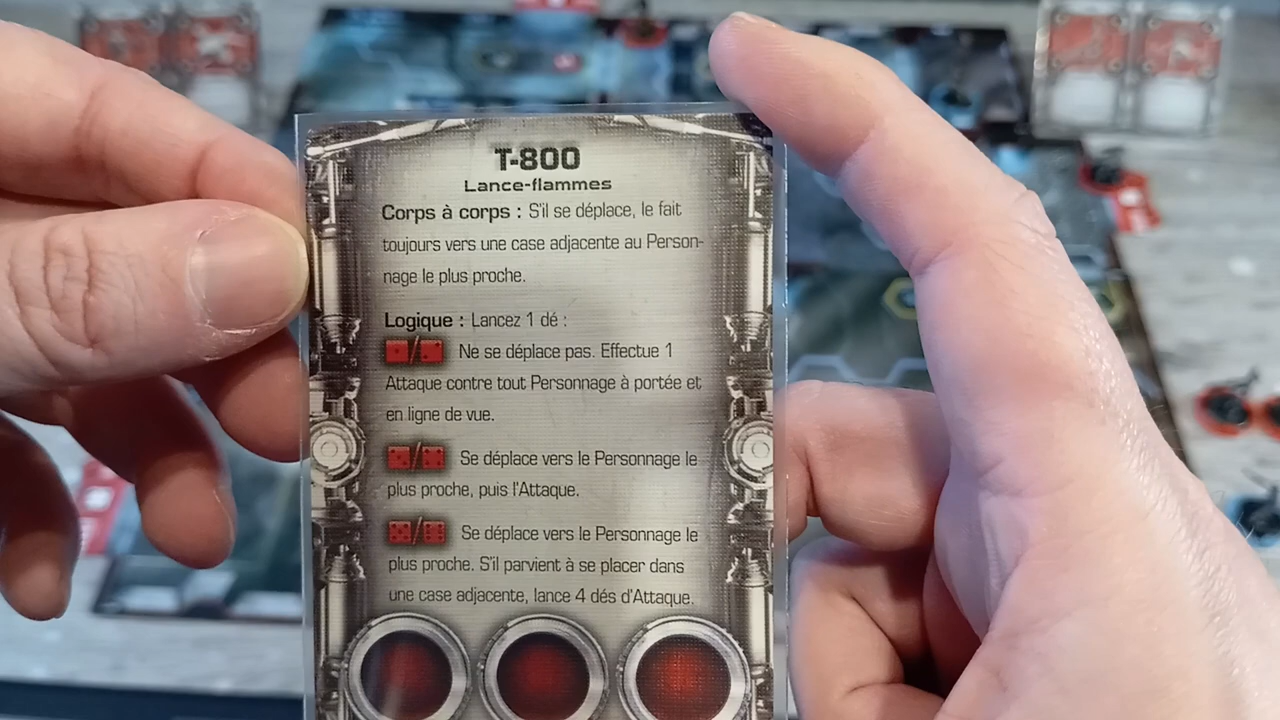 T-800
Lance-flammes
Corps à corps : S'il se déplace, le fait
toujours vers une case adjacente au Person-
nage le plus proche.
Logique : Lancez 1 dé :
/ Ne se déplace pas. Effectue 1
Attaque contre tout Personnage à portée et
en ligne de vue.
/ Se déplace vers le Personnage le
plus proche, puis l'Attaque.
/ Se déplace vers le Personnage le
plus proche. S'il parvient à se placer dans
une case adjacente, lance 4 dés d'Attaque.